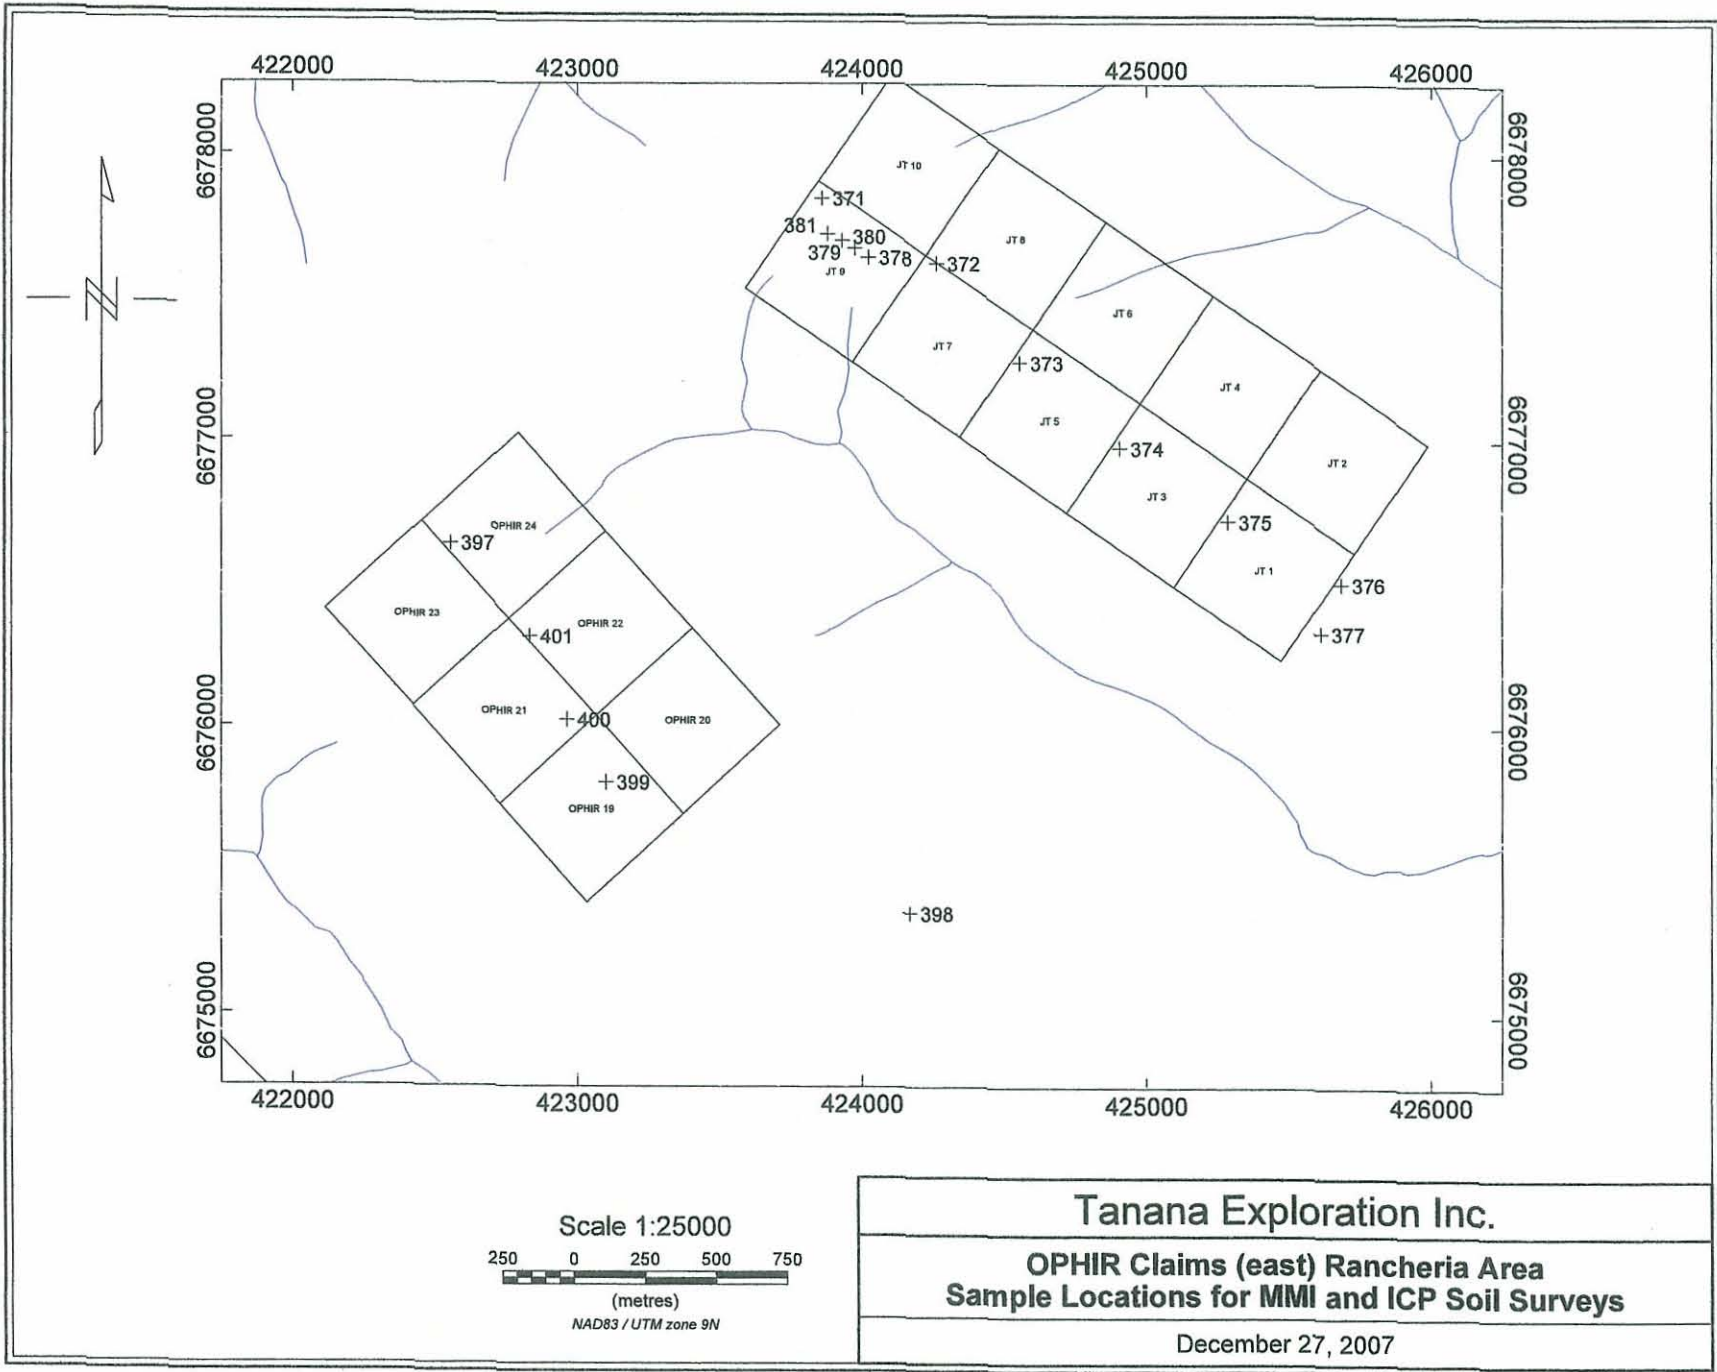 422000 423000 424000 425000 426000
6678000
6678000
JT 10
371
381
380
379
378
JT 9
JT 8
372
N
JT 6
JT 7
373
JT 4
JT 5
6677000
6677000
374
JT 2
JT 3
375
OPHIR 24
397
JT 1
376
OPHIR 23
OPHIR 22
401
377
OPHIR 21
400
OPHIR 20
6676000
6676000
399
OPHIR 19
398
6675000
6675000
422000 423000 424000 425000 426000
Scale 1:25000
250 0 250 500 750
(metres)
NAD83 / UTM zone 9N
Tanana Exploration Inc.
OPHIR Claims (east) Rancheria Area
Sample Locations for MMI and ICP Soil Surveys
December 27, 2007